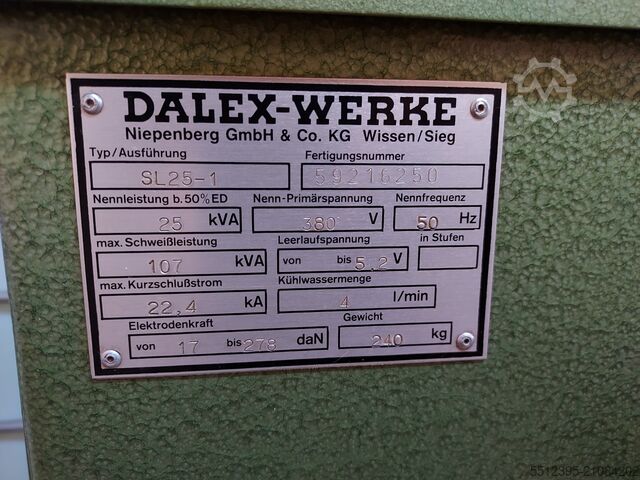 DALEX-WERKE
Niepenberg GmbH & Co. KG Wissen/Sieg
Typ/Ausführung Fertigungsnummer
SL25-1 59216250
Nennleistung b. 50% ED Nenn-Primärspannung Nennfrequenz
25 kVA 380 V 50 Hz
max. Schweißleistung Leerlaufspannung in Stufen
107 kVA von bis 5,2 V
max. Kurzschlußstrom Kühlwassermenge
22,4 kA 4 l/min
Elektrodenkraft Gewicht
von 17 bis 278 daN 240 kg
5512395-21084202